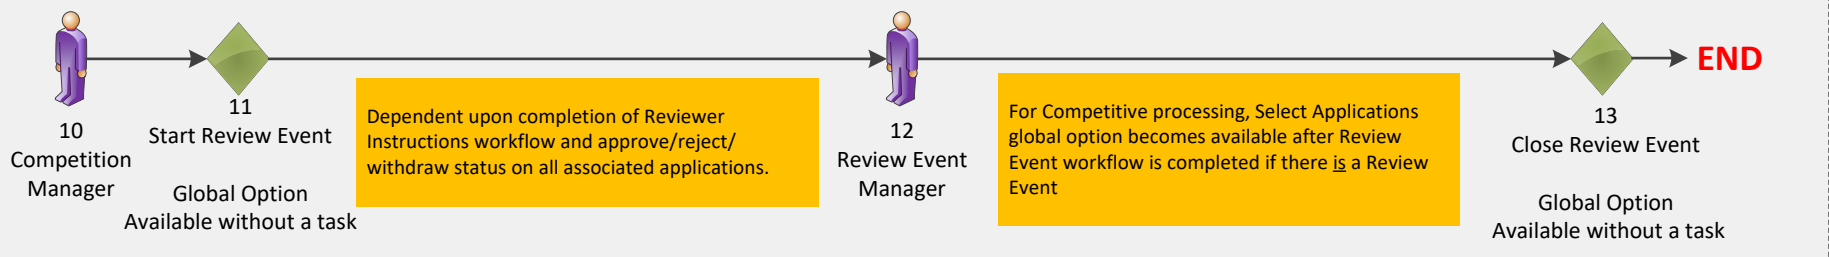 10
Competition
Manager
11
Start Review Event
Global Option
Available without a task
Dependent upon completion of Reviewer
Instructions workflow and approve/reject/
withdraw status on all associated applications.
12
Review Event
Manager
For Competitive processing, Select Applications
global option becomes available after Review
Event workflow is completed if there is a Review
Event
13
Close Review Event
Global Option
Available without a task
END